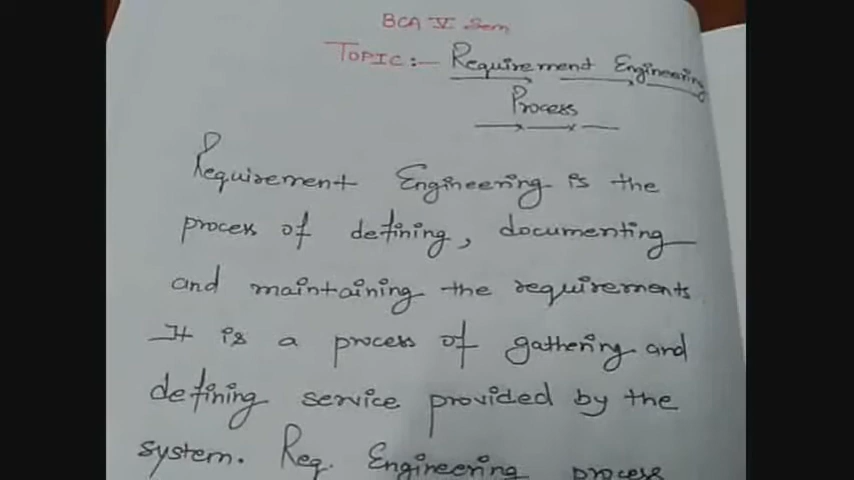 BCA V Sem
TOPIC:- Requirement Engineering
Process
Requirement Engineering is the
process of defining, documenting
and maintaining the requirements
It is a process of gathering and
defining service provided by the
system. Req. Engineering process